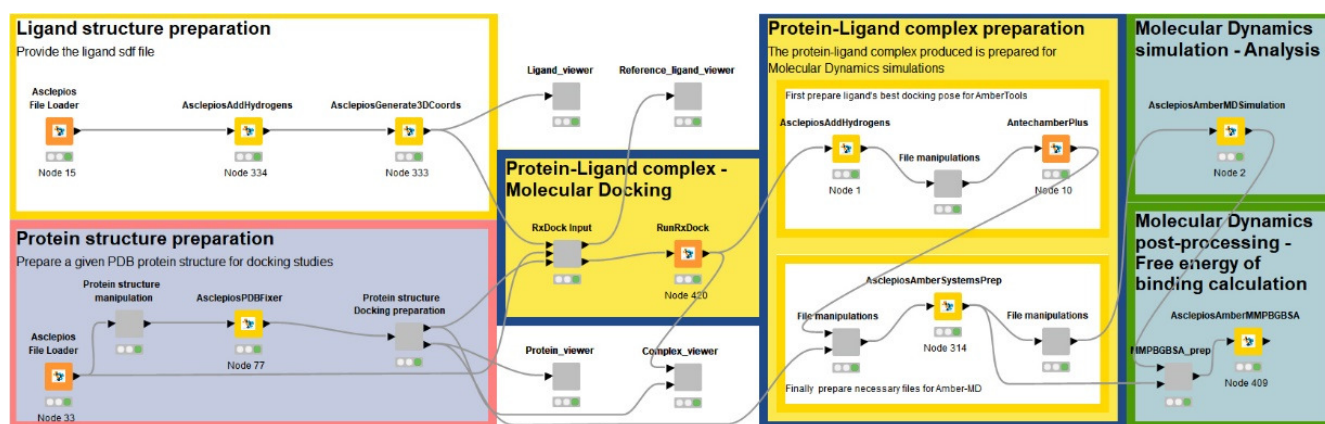 Ligand structure preparation
Provide the ligand sdf file
Asclepios
File Loader
Node 15
AsclepiosAddHydrogens
Node 334
AsclepiosGenerate3DCoords
Node 333
Ligand_viewer
Reference_ligand_viewer
Protein structure preparation
Prepare a given PDB protein structure for docking studies
Protein structure
manipulation
AsclepiosPDBFixer
Node 77
Protein structure
Docking preparation
Asclepios
File Loader
Node 33
Protein-Ligand complex -
Molecular Docking
RxDock Input
RunRxDock
Node 420
Protein_viewer
Complex_viewer
Protein-Ligand complex preparation
The protein-ligand complex produced is prepared for
Molecular Dynamics simulations
First prepare ligand's best docking pose for AmberTools
AsclepiosAddHydrogens
Node 1
File manipulations
AntechamberPlus
Node 10
AsclepiosAmberSystemsPrep
File manipulations
Node 314
File manipulations
Finally prepare necessary files for Amber-MD
Molecular Dynamics
simulation - Analysis
AsclepiosAmberMDSimulation
Node 2
Molecular Dynamics
post-processing -
Free energy of
binding calculation
AsclepiosAmberMMPBGBSA
MMPBGBSA_prep
Node 409